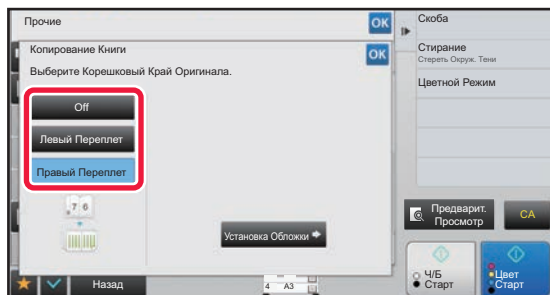 Прочие
OK
Скоба
Копирование Книги
OK
Стирание
Стереть Окруж. Тени
Выберите Корешковый Край Оригинала.
Цветной Режим
Off
Левый Переплет
Правый Переплет
7 6
Предварит.
Просмотр
CA
Установка Обложки
Ч/Б
Старт
Цвет
Старт
Назад
4 A3